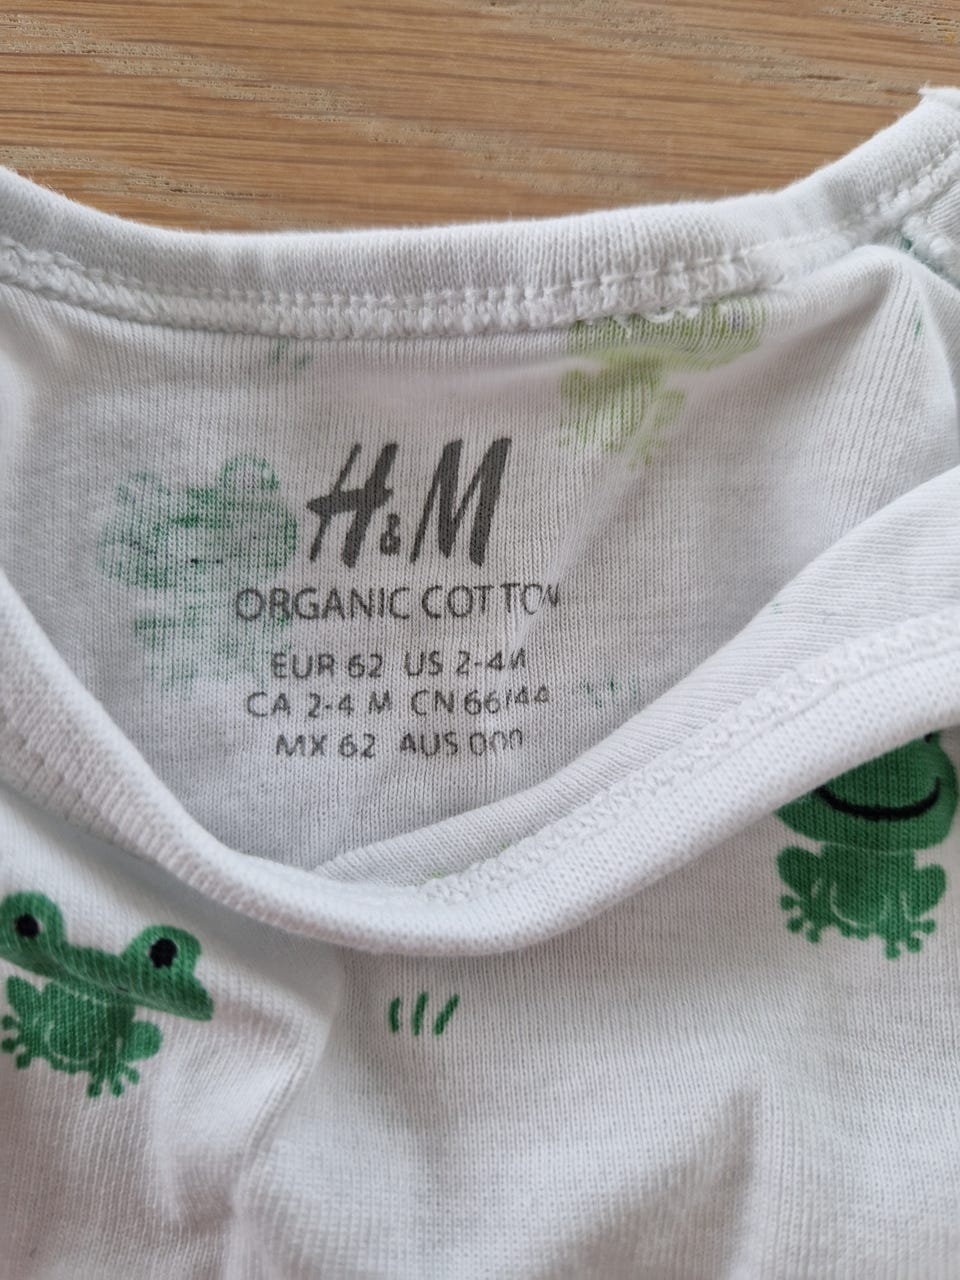 H&M
ORGANIC COTTON
EUR 62 US 2-4M
CA 2-4 M CN 66/44
MX 62 AUS 000